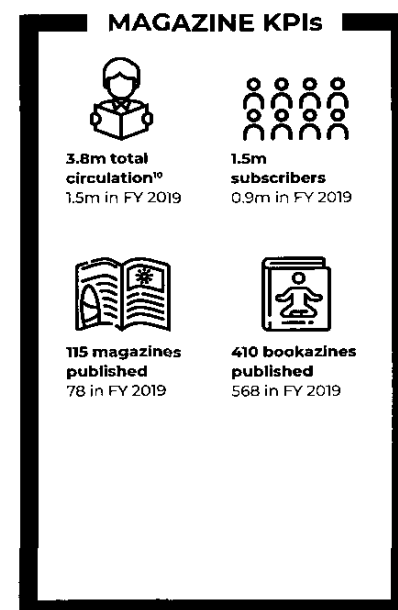 MAGAZINE KPIs
3.8m total
circulation¹⁰
1.5m in FY 2019
1.5m
subscribers
0.9m in FY 2019
115 magazines
published
78 in FY 2019
410 bookazines
published
568 in FY 2019